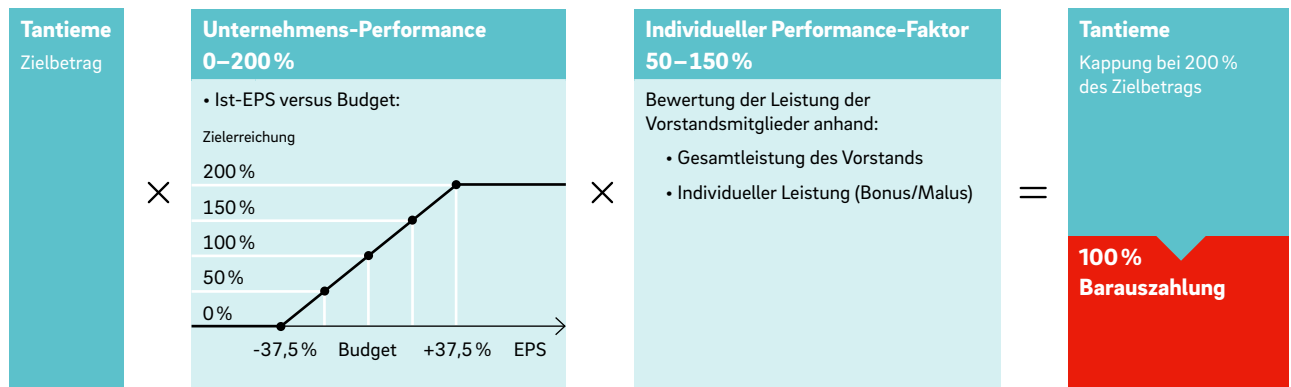 Tantieme
Zielbetrag
×
Unternehmens-Performance
0–200 %
• Ist-EPS versus Budget:
Zielerreichung
200 %
150 %
100 %
50 %
0 %
-37,5 % Budget +37,5 % EPS
×
Individueller Performance-Faktor
50–150 %
Bewertung der Leistung der
Vorstandsmitglieder anhand:
• Gesamtleistung des Vorstands
• Individueller Leistung (Bonus/Malus)
=
Tantieme
Kappung bei 200 %
des Zielbetrags
100 %
Barauszahlung